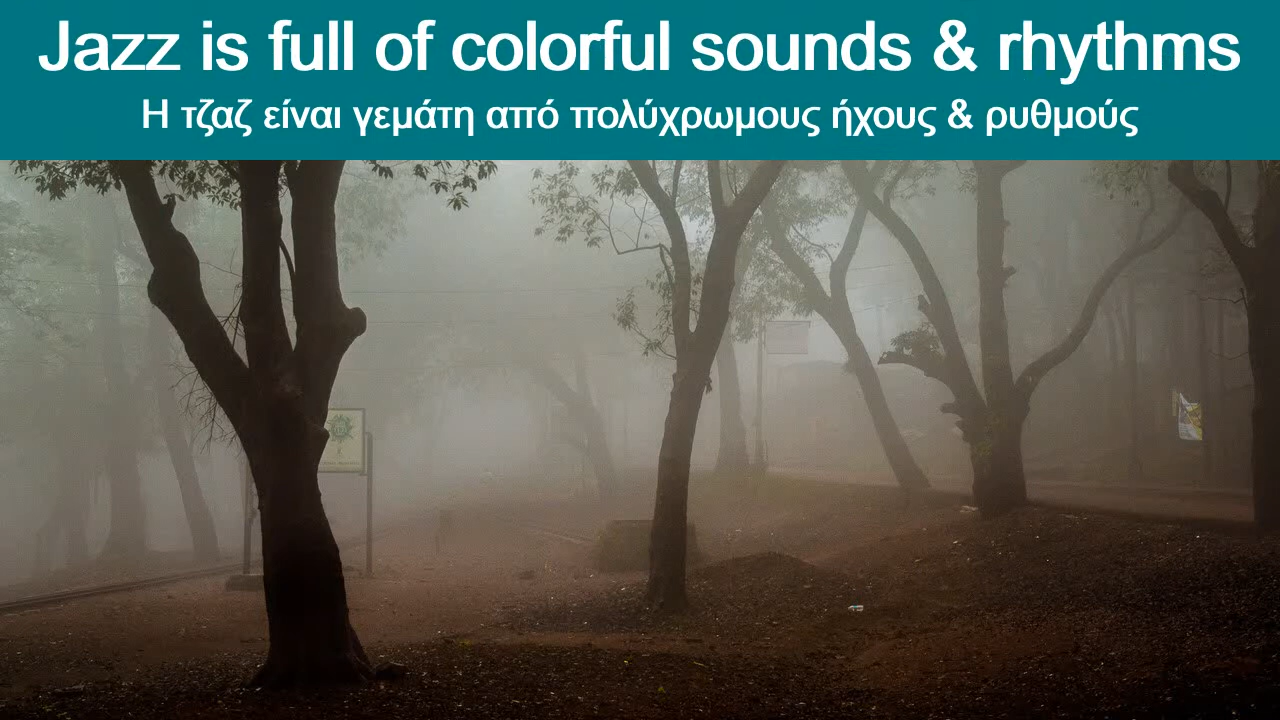 Jazz is full of colorful sounds & rhythms
Η τζαζ είναι γεμάτη από πολύχρωμους ήχους & ρυθμούς